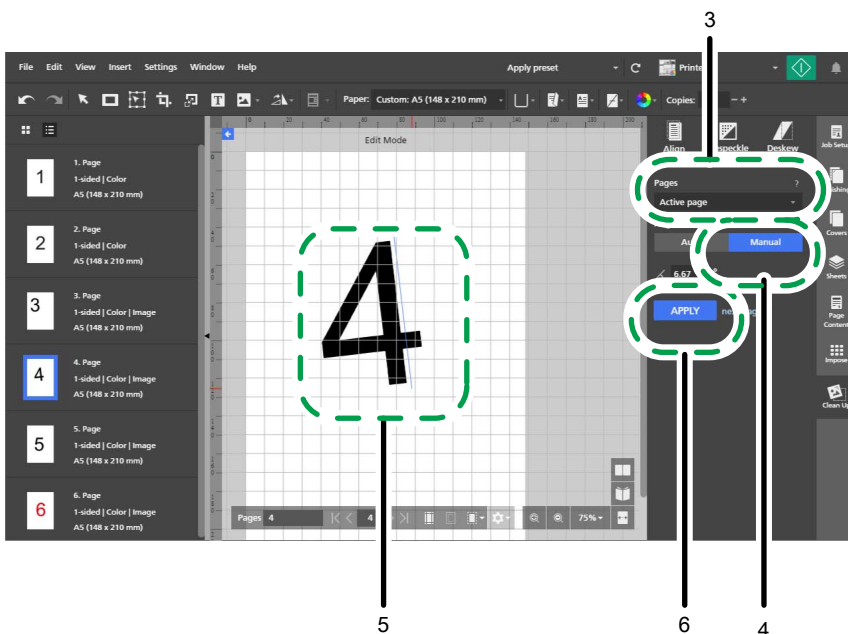 3
File Edit View Insert Settings Window Help Apply preset Printe
Paper: Custom: A5 (148 x 210 mm) Copies: - +
Edit Mode
Align Despeckle Deskew
Job Setu
Pages ?
Active page
Finishing
Covers
Au Manual
6.67 °
Sheets
APPLY
Page
Content
Impose
Clean Up
1
1. Page
1-sided | Color
A5 (148 x 210 mm)
2
2. Page
1-sided | Color
A5 (148 x 210 mm)
3
3. Page
1-sided | Color | Image
A5 (148 x 210 mm)
4
4. Page
1-sided | Color | Image
A5 (148 x 210 mm)
5
5. Page
1-sided | Color | Image
A5 (148 x 210 mm)
6
6. Page
1-sided | Color | Image
A5 (148 x 210 mm)
4
Pages 4 4 75%
5
6
4